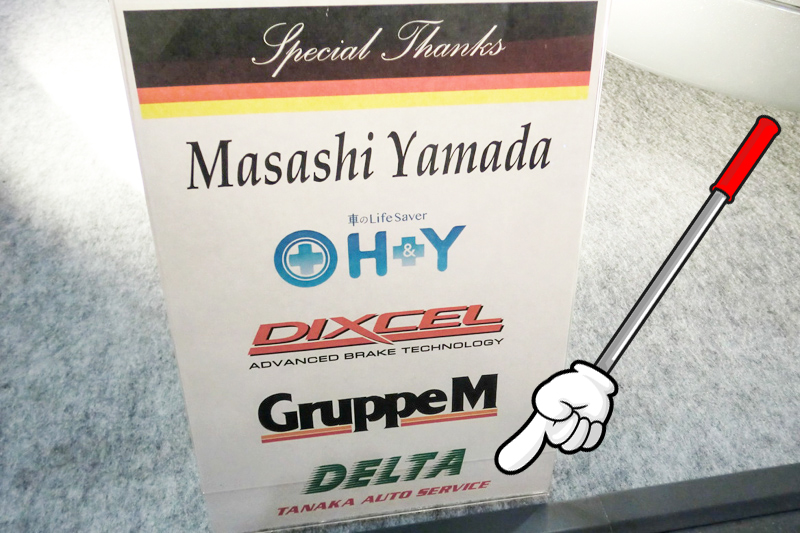 Special Thanks
Masashi Yamada
車のLife Saver
H&Y
DIXCEL
ADVANCED BRAKE TECHNOLOGY
GruppeM
DELTA
TANAKA AUTO SERVICE